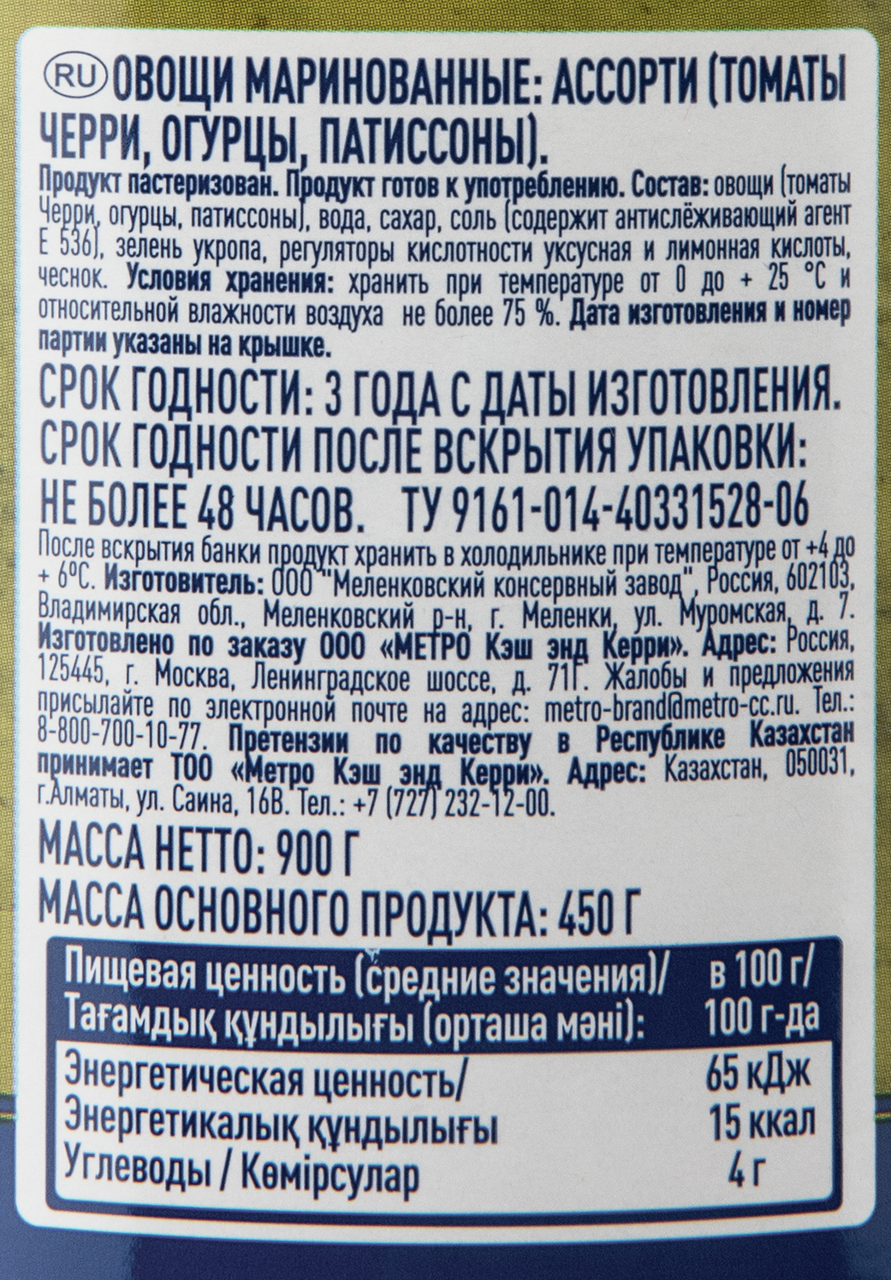 RU ОВОЩИ МАРИНОВАННЫЕ: АССОРТИ (ТОМАТЫ
ЧЕРРИ, ОГУРЦЫ, ПАТИССОНЫ).
Продукт пастеризован. Продукт готов к употреблению. Состав: овощи (томаты
Черри, огурцы, патиссоны), вода, сахар, соль (содержит антислёживающий агент
Е 536), зелень укропа, регуляторы кислотности уксусная и лимонная кислоты,
чеснок. Условия хранения: хранить при температуре от 0 до + 25 °С и
относительной влажности воздуха не более 75 %. Дата изготовления и номер
партии указаны на крышке.
СРОК ГОДНОСТИ: 3 ГОДА С ДАТЫ ИЗГОТОВЛЕНИЯ.
СРОК ГОДНОСТИ ПОСЛЕ ВСКРЫТИЯ УПАКОВКИ:
НЕ БОЛЕЕ 48 ЧАСОВ. ТУ 9161-014-40331528-06
После вскрытия банки продукт хранить в холодильнике при температуре от +4 до
+ 6°С. Изготовитель: ООО "Меленковский консервный завод", Россия, 602103,
Владимирская обл., Меленковский р-н, г. Меленки, ул. Муромская, д. 7.
Изготовлено по заказу ООО «МЕТРО Кэш энд Керри». Адрес: Россия,
125445, г. Москва, Ленинградское шоссе, д. 71Г. Жалобы и предложения
присылайте по электронной почте на адрес: metro-brand@metro-cc.ru. Тел.:
8-800-700-10-77. Претензии по качеству в Республике Казахстан
принимает ТОО «Метро Кэш энд Керри». Адрес: Казахстан, 050031,
г.Алматы, ул. Саина, 16В. Тел.: +7 (727) 232-12-00.
МАССА НЕТТО: 900 Г
МАССА ОСНОВНОГО ПРОДУКТА: 450 Г
Пищевая ценность (средние значения)/ в 100 г/
Тағамдық құндылығы (орташа мәні): 100 г-да
Энергетическая ценность/ 65 кДж
Энергетикалық құндылығы 15 ккал
Углеводы / Көмірсулар 4 г